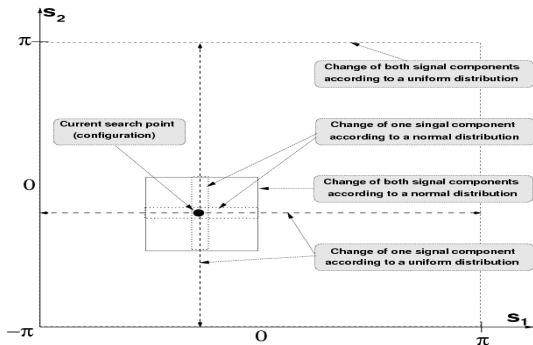 s₂
π
Change of both signal components
according to a uniform distribution
Current search point
(configuration)
Change of one singal component
according to a normal distribution
0
Change of both signal components
according to a normal distribution
Change of one signal component
according to a uniform distribution
s₁
−π
0
π